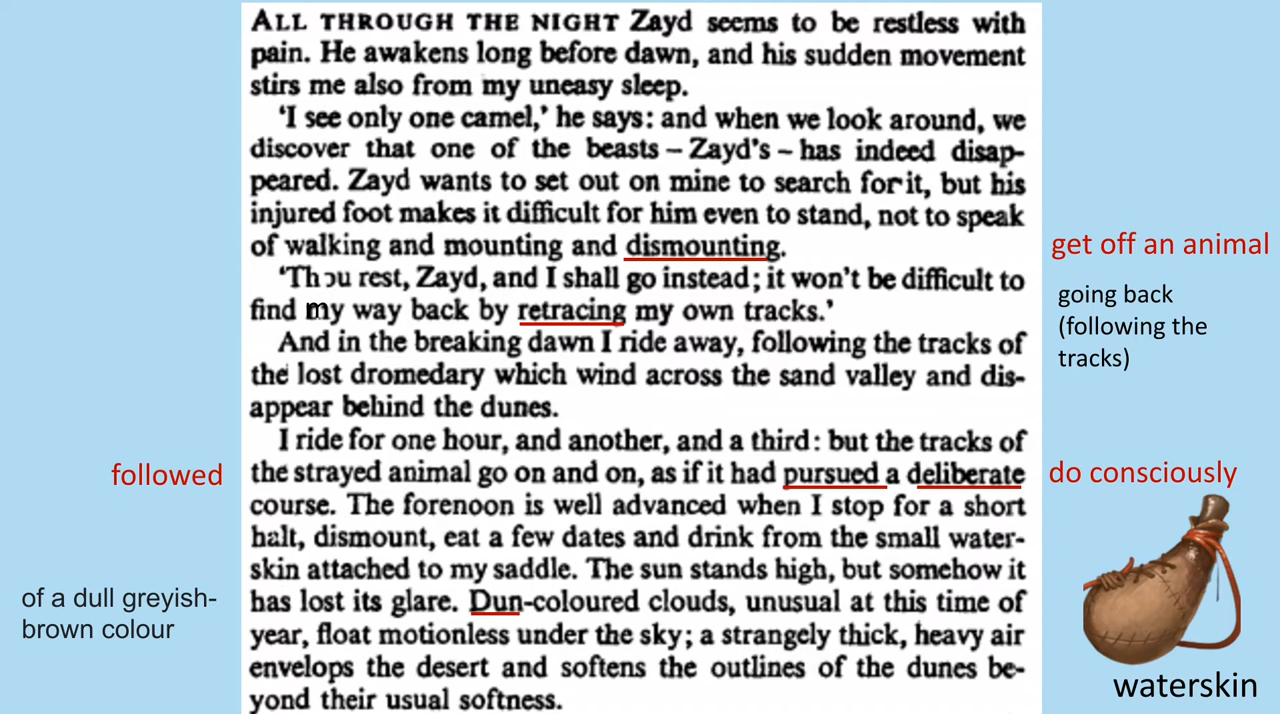 ALL THROUGH THE NIGHT Zayd seems to be restless with
pain. He awakens long before dawn, and his sudden movement
stirs me also from my uneasy sleep.
'I see only one camel,' he says: and when we look around, we
discover that one of the beasts – Zayd's – has indeed disap-
peared. Zayd wants to set out on mine to search for it, but his
injured foot makes it difficult for him even to stand, not to speak
of walking and mounting and dismounting.
'Thou rest, Zayd, and I shall go instead; it won't be difficult to
find my way back by retracing my own tracks.'
And in the breaking dawn I ride away, following the tracks of
the lost dromedary which wind across the sand valley and dis-
appear behind the dunes.
I ride for one hour, and another, and a third: but the tracks of
the strayed animal go on and on, as if it had pursued a deliberate
course. The forenoon is well advanced when I stop for a short
halt, dismount, eat a few dates and drink from the small water-
skin attached to my saddle. The sun stands high, but somehow it
has lost its glare. Dun-coloured clouds, unusual at this time of
year, float motionless under the sky; a strangely thick, heavy air
envelops the desert and softens the outlines of the dunes be-
yond their usual softness.
get off an animal
going back
(following the
tracks)
followed
do consciously
of a dull greyish-
brown colour
waterskin